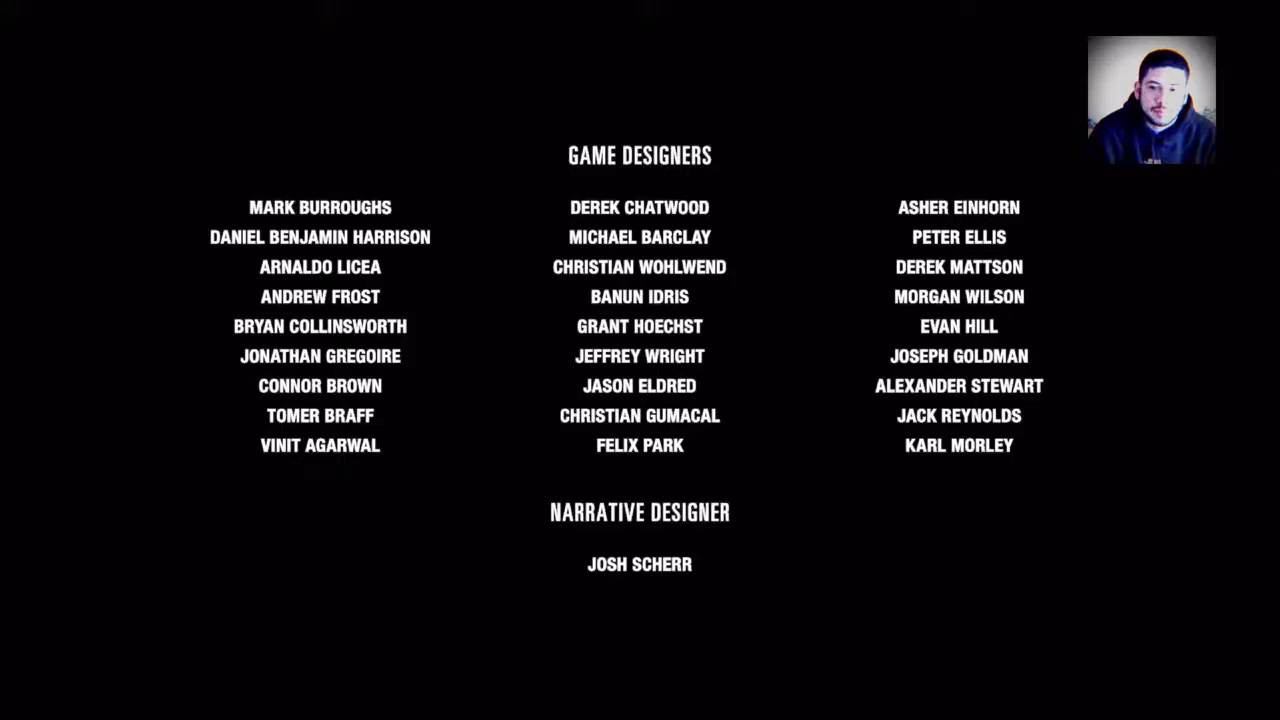 GAME DESIGNERS
MARK BURROUGHS DEREK CHATWOOD ASHER EINHORN
DANIEL BENJAMIN HARRISON MICHAEL BARCLAY PETER ELLIS
ARNALDO LICEA CHRISTIAN WOHLWEND DEREK MATTSON
ANDREW FROST BANUN IDRIS MORGAN WILSON
BRYAN COLLINSWORTH GRANT HOECHST EVAN HILL
JONATHAN GREGOIRE JEFFREY WRIGHT JOSEPH GOLDMAN
CONNOR BROWN JASON ELDRED ALEXANDER STEWART
TOMER BRAFF CHRISTIAN GUMACAL JACK REYNOLDS
VINIT AGARWAL FELIX PARK KARL MORLEY
NARRATIVE DESIGNER
JOSH SCHERR